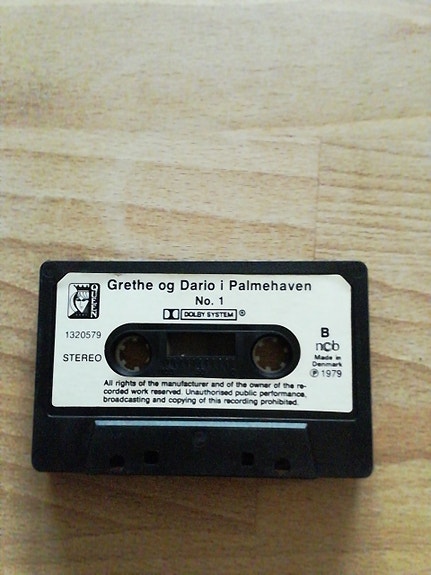 Grethe og Dario i Palmehaven
No. 1
QUEEN
DOLBY SYSTEM ®
1320579
STEREO
B
ncb
Made in
Denmark
℗ 1979
All rights of the manufacturer and of the owner of the re-
corded work reserved. Unauthorised public performance,
broadcasting and copying of this recording prohibited.